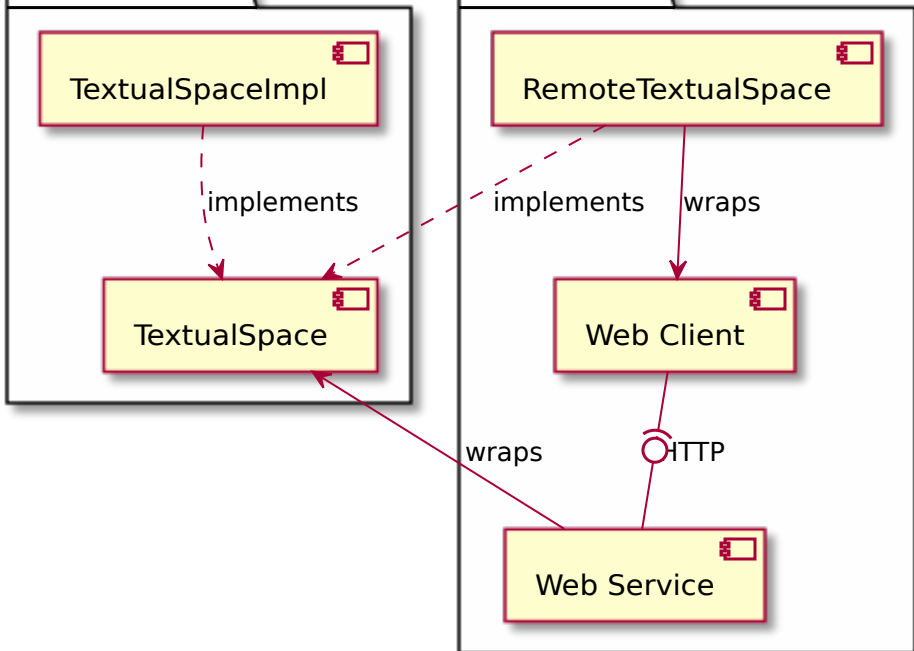 TextualSpaceImpl
RemoteTextualSpace
implements
implements
wraps
TextualSpace
Web Client
wraps
HTTP
Web Service